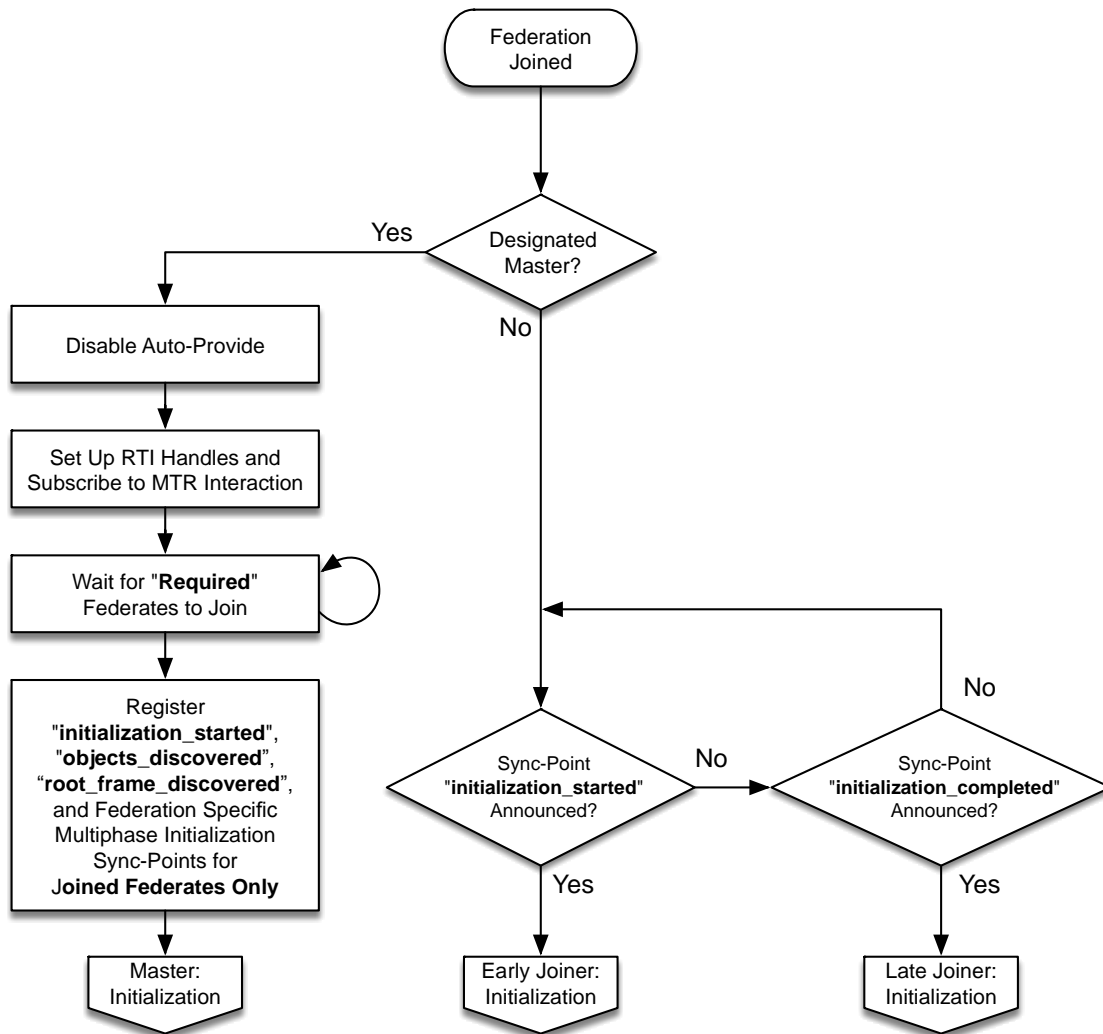 Federation
Joined
Designated
Master?
Yes
No
Disable Auto-Provide
Set Up RTI Handles and
Subscribe to MTR Interaction
Wait for "Required"
Federates to Join
Register
"initialization_started",
"objects_discovered”,
“root_frame_discovered”,
and Federation Specific
Multiphase Initialization
Sync-Points for
Joined Federates Only
Master:
Initialization
Sync-Point
"initialization_started"
Announced?
No
Yes
Early Joiner:
Initialization
Sync-Point
"initialization_completed"
Announced?
No
Yes
Late Joiner:
Initialization